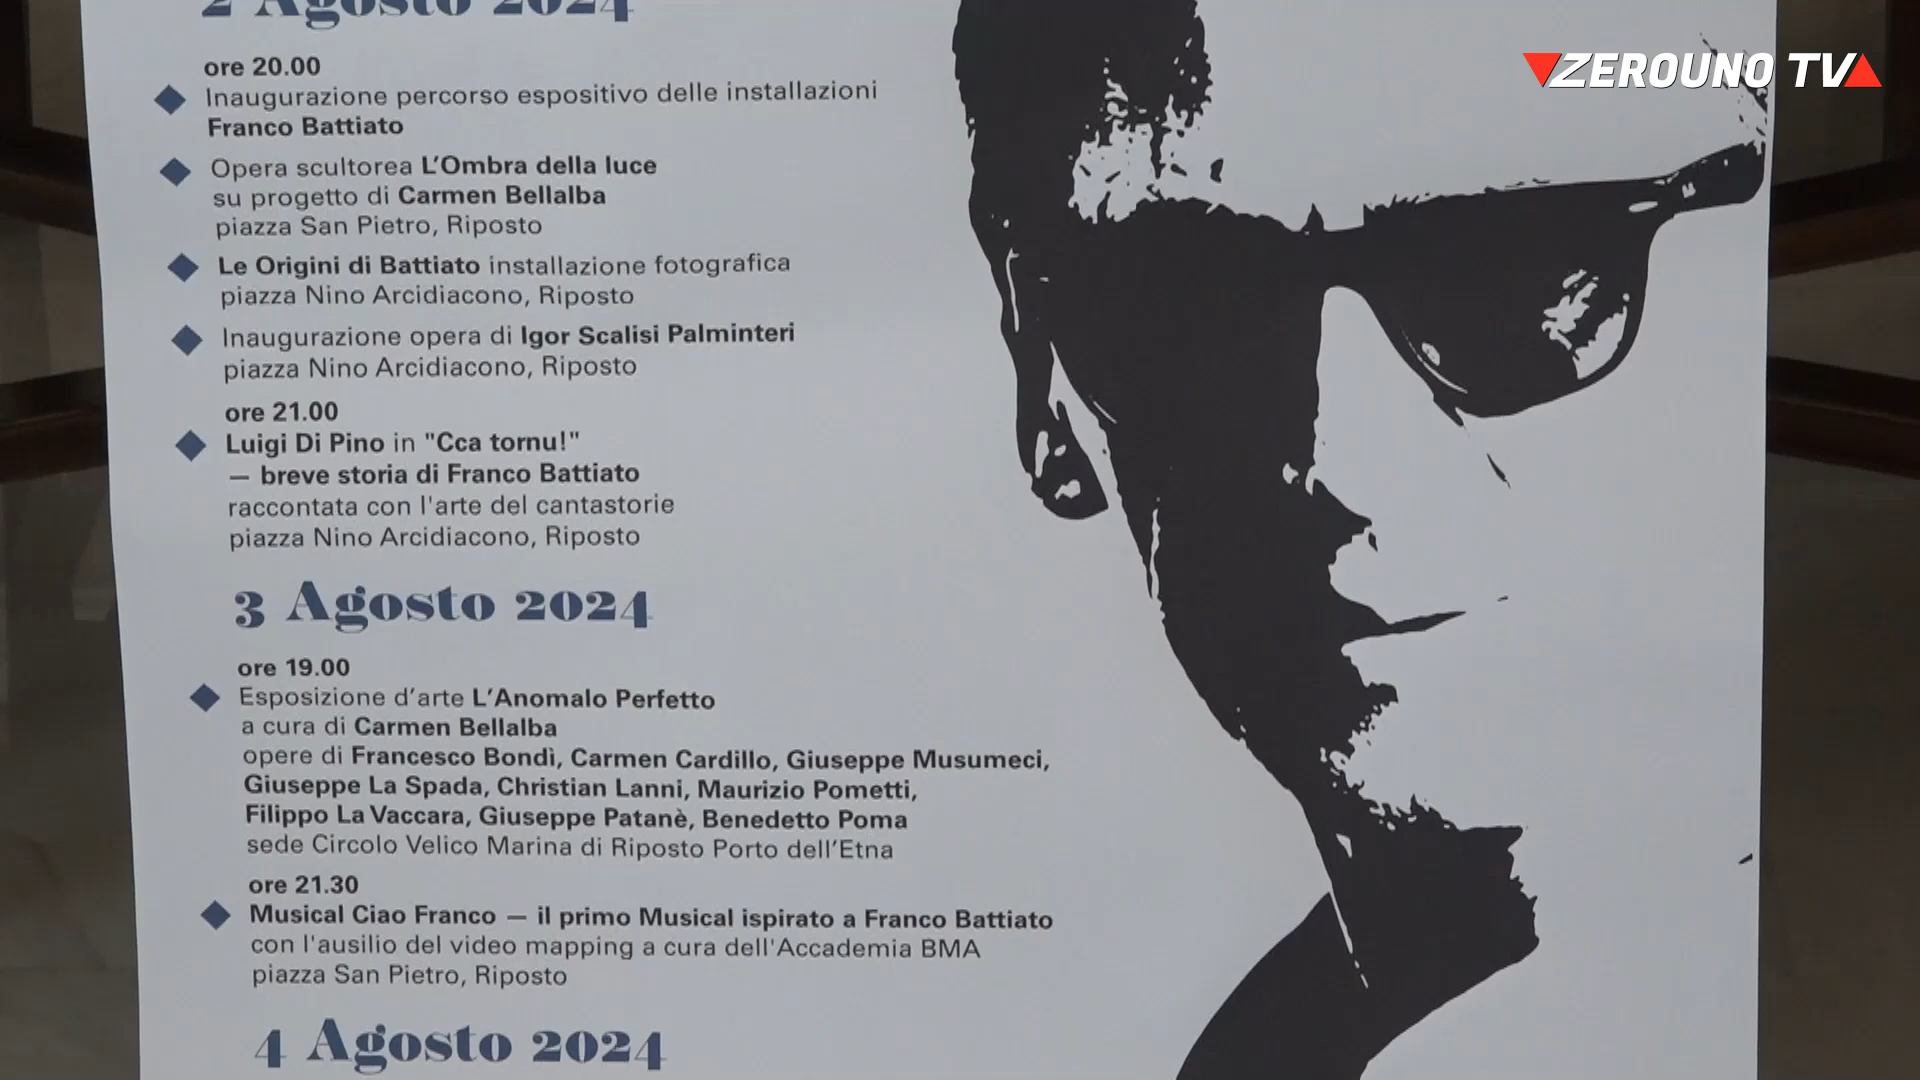 2 Agosto 2024
ZEROUNO TV
ore 20.00
Inaugurazione percorso espositivo delle installazioni
Franco Battiato
Opera scultorea L'Ombra della luce
su progetto di Carmen Bellalba
piazza San Pietro, Riposto
Le Origini di Battiato installazione fotografica
piazza Nino Arcidiacono, Riposto
Inaugurazione opera di Igor Scalisi Palminteri
piazza Nino Arcidiacono, Riposto
ore 21.00
Luigi Di Pino in "Cca tornu!"
— breve storia di Franco Battiato
raccontata con l'arte del cantastorie
piazza Nino Arcidiacono, Riposto
3 Agosto 2024
ore 19.00
Esposizione d'arte L'Anomalo Perfetto
a cura di Carmen Bellalba
opere di Francesco Bondì, Carmen Cardillo, Giuseppe Musumeci,
Giuseppe La Spada, Christian Lanni, Maurizio Pometti,
Filippo La Vaccara, Giuseppe Patanè, Benedetto Poma
sede Circolo Velico Marina di Riposto Porto dell'Etna
ore 21.30
Musical Ciao Franco — il primo Musical ispirato a Franco Battiato
con l'ausilio del video mapping a cura dell'Accademia BMA
piazza San Pietro, Riposto
4 Agosto 2024